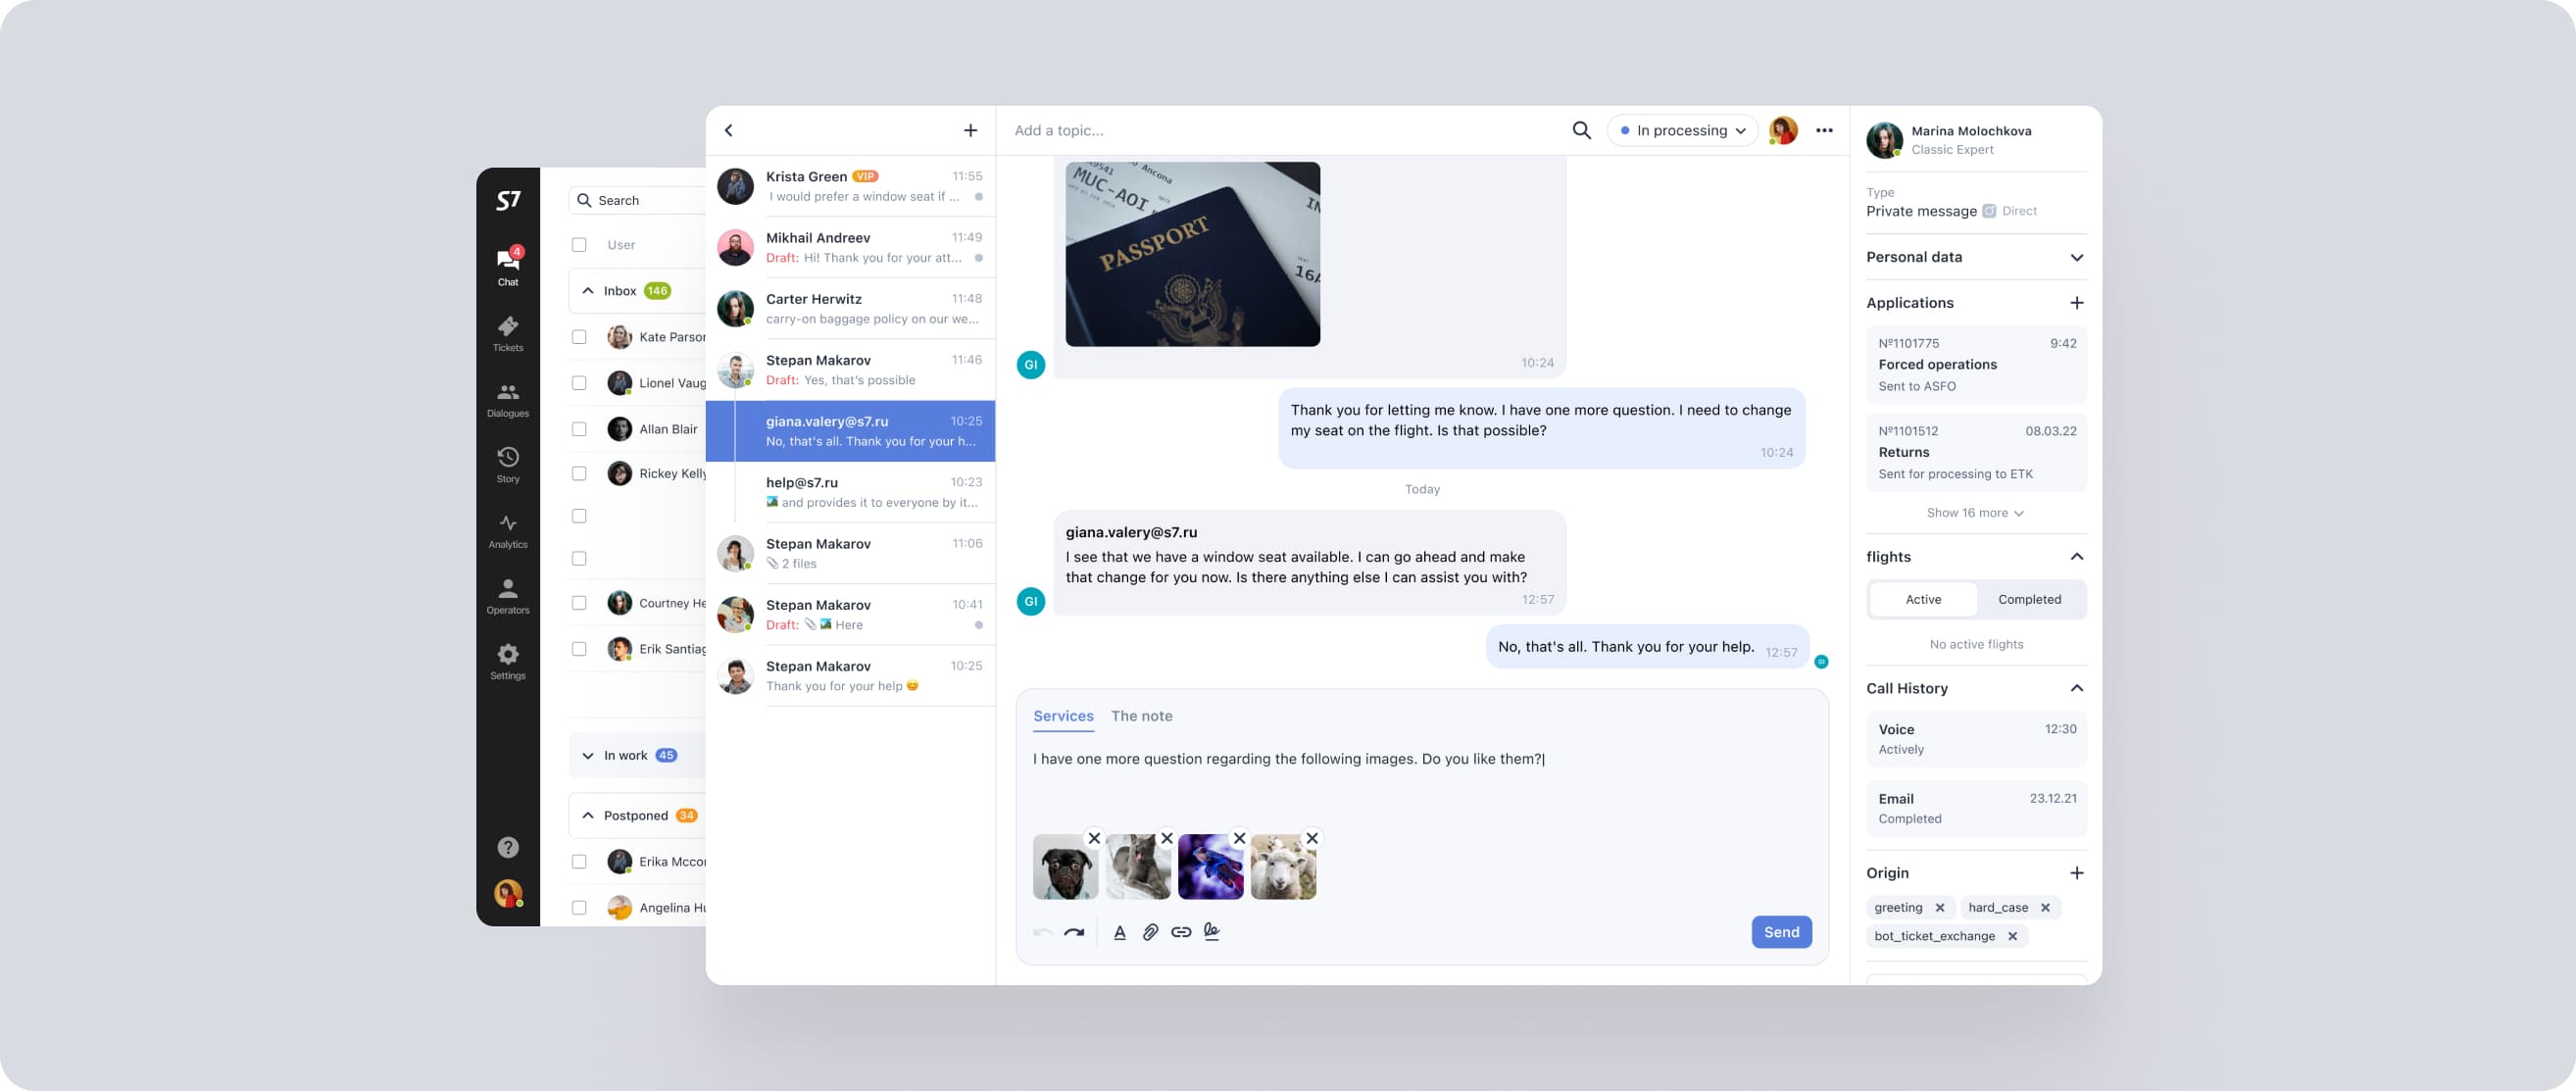 S7
4
Chat
Tickets
Dialogues
Story
Analytics
Operators
Settings
Search
User
Inbox 146
Kate Parsor
Lionel Vaug
Allan Blair
Rickey Kelly
Courtney He
Erik Santiag
In work 45
Postponed 34
Erika Mccor
Angelina Hu
Krista Green VIP 11:55
I would prefer a window seat if ...
Mikhail Andreev 11:49
Draft: Hi! Thank you for your att...
Carter Herwitz 11:48
carry-on baggage policy on our we...
Stepan Makarov 11:46
Draft: Yes, that's possible
giana.valery@s7.ru 10:25
No, that's all. Thank you for your h...
help@s7.ru 10:23
and provides it to everyone by it...
Stepan Makarov 11:06
2 files
Stepan Makarov 10:41
Draft: Here
Stepan Makarov 10:25
Thank you for your help 😊
Add a topic...
In processing
Ancona
MUC-AOI
PASSPORT
16A
GI
10:24
Thank you for letting me know. I have one more question. I need to change
my seat on the flight. Is that possible?
10:24
Today
giana.valery@s7.ru
I see that we have a window seat available. I can go ahead and make
that change for you now. Is there anything else I can assist you with?
12:57
GI
No, that's all. Thank you for your help. 12:57
GI
Services The note
I have one more question regarding the following images. Do you like them?
A
Send
Marina Molochkova
Classic Expert
Type
Private message Direct
Personal data
Applications
№1101775 9:42
Forced operations
Sent to ASFO
№1101512 08.03.22
Returns
Sent for processing to ETK
Show 16 more
flights
Active Completed
No active flights
Call History
Voice 12:30
Actively
Email 23.12.21
Completed
Origin
greeting
hard_case
bot_ticket_exchange